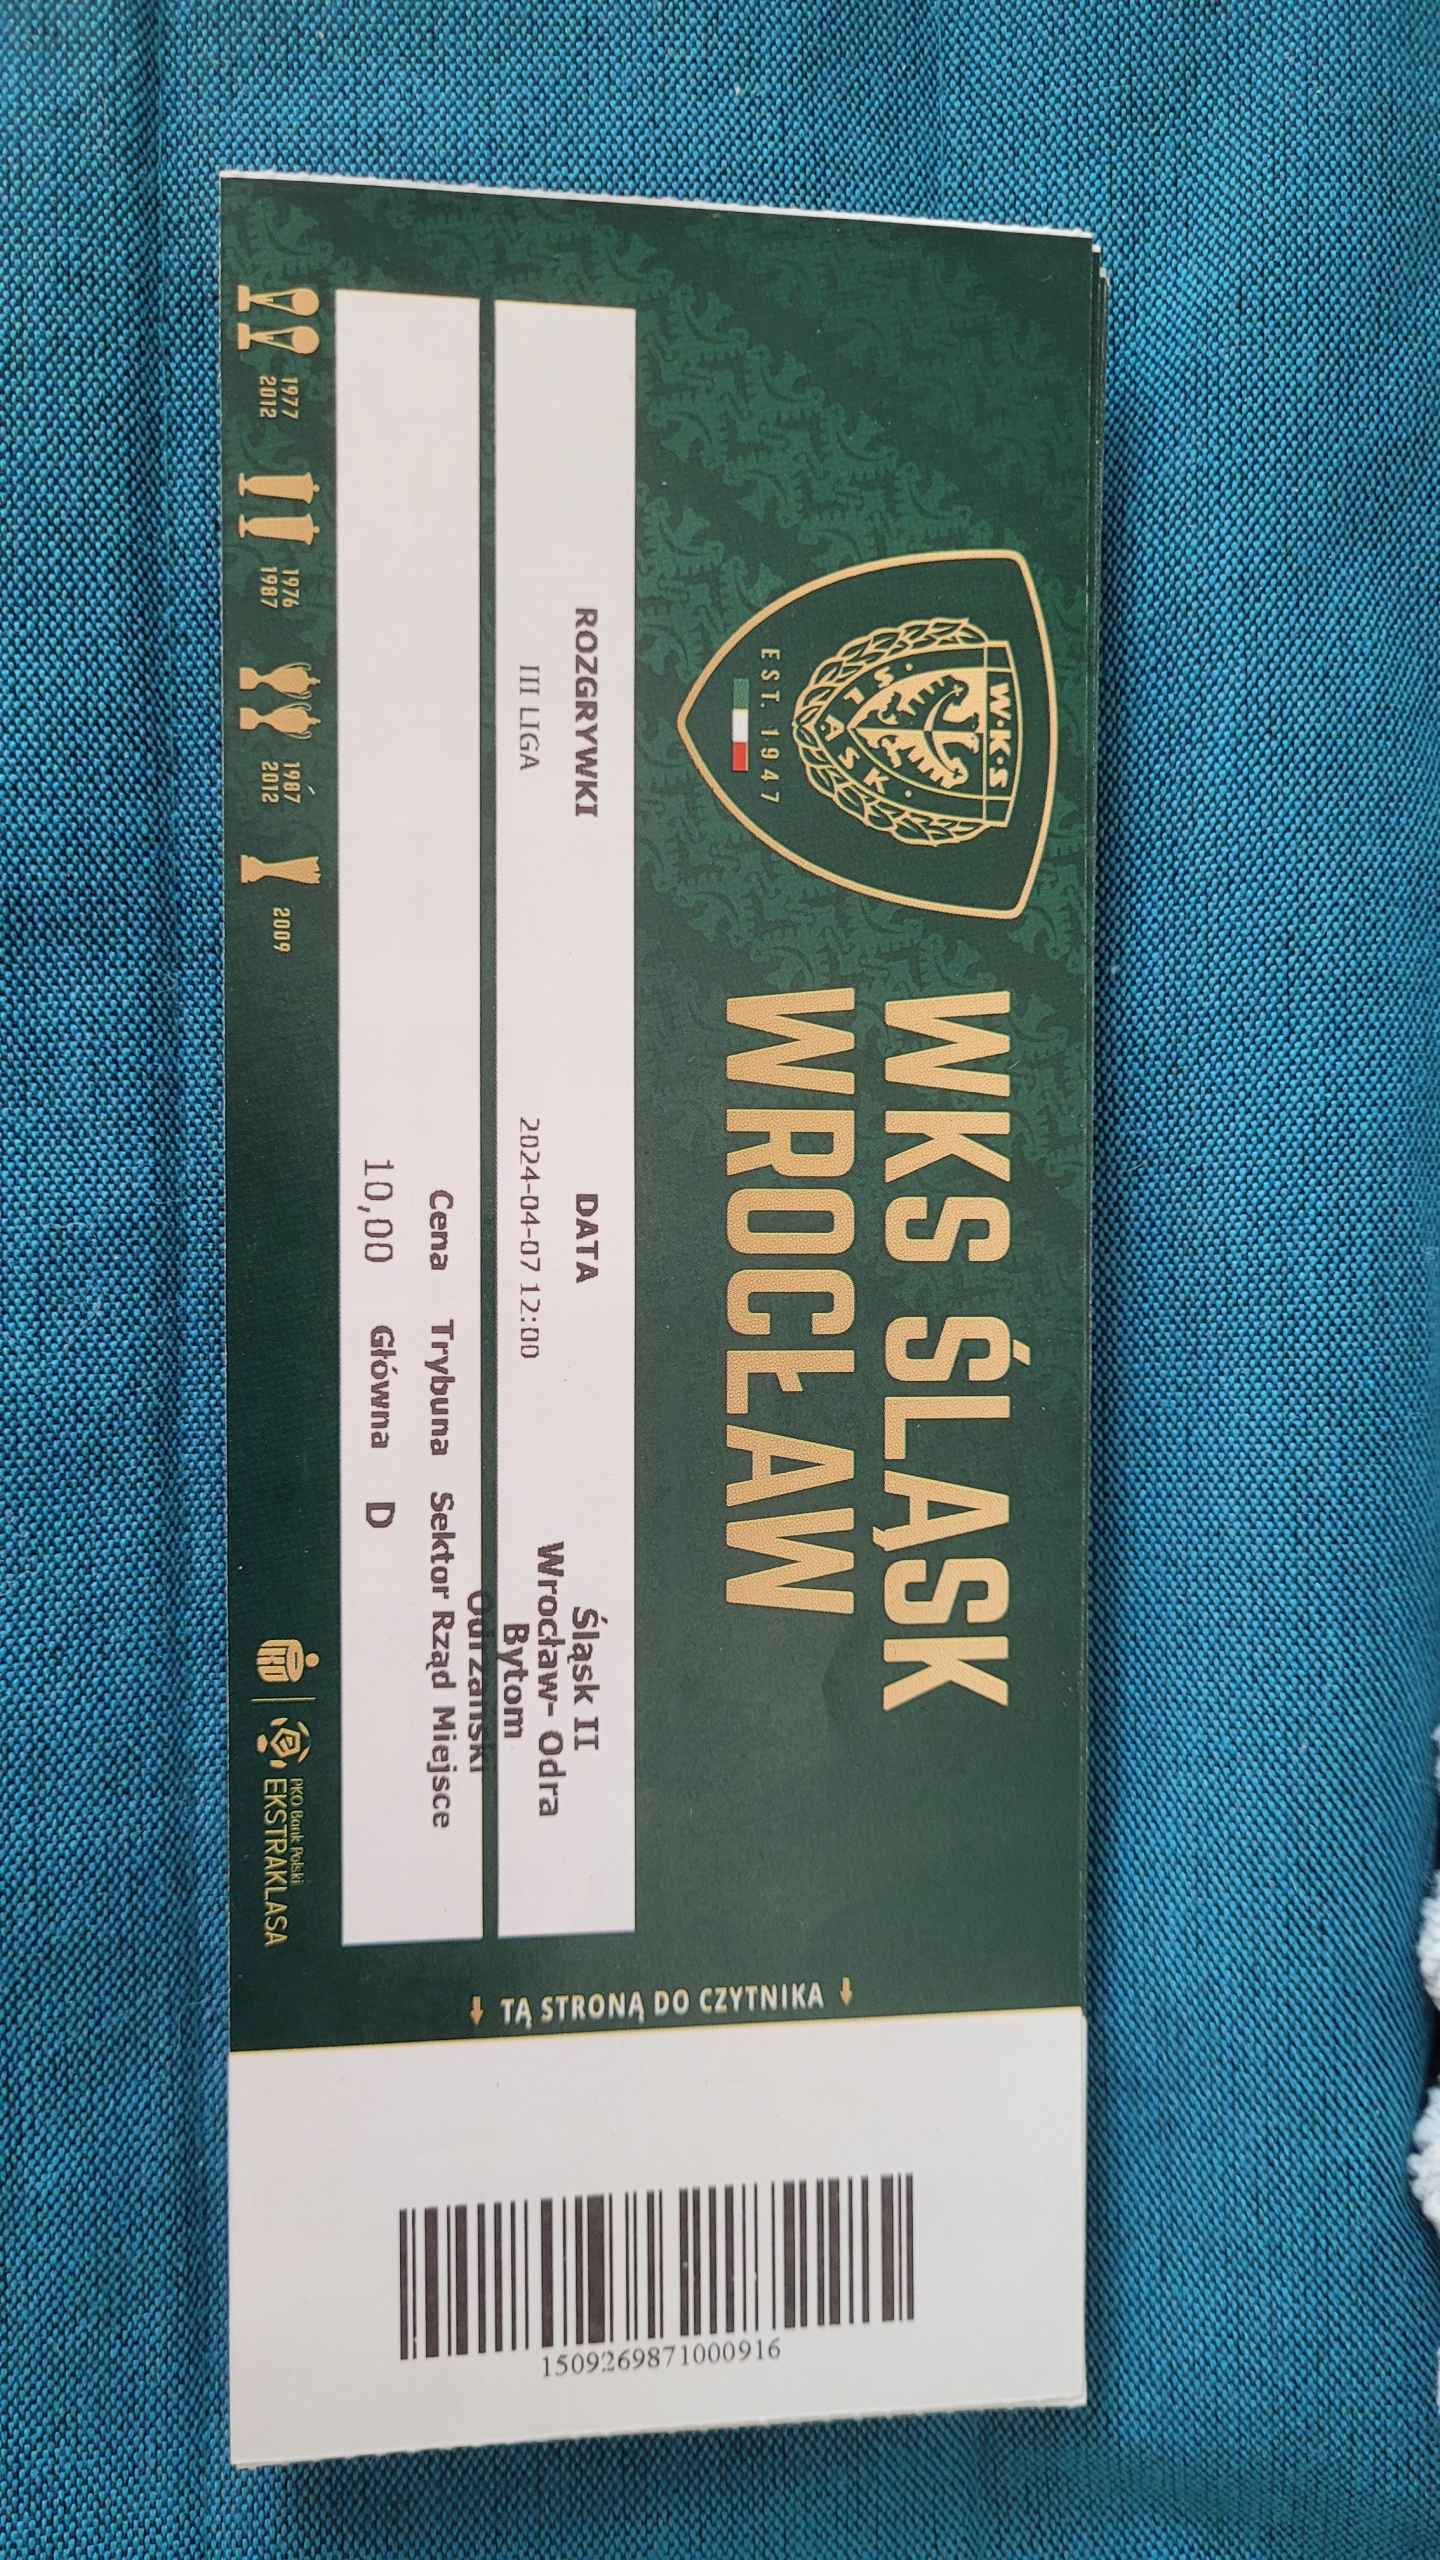 W·K·S
ŚLĄSK
EST. 1947
WKS ŚLĄSK
WROCŁAW
ROZGRYWKI
III LIGA
DATA
2024-04-07 12:00
Śląsk II
Wrocław- Odra
Bytom
Odrzański
Cena Trybuna Sektor Rząd Miejsce
10,00 Główna D
1977
2012
1976
1987
1987
2012
2009
PKO Bank Polski
EKSTRAKLASA
TĄ STRONĄ DO CZYTNIKA
1509269871000916